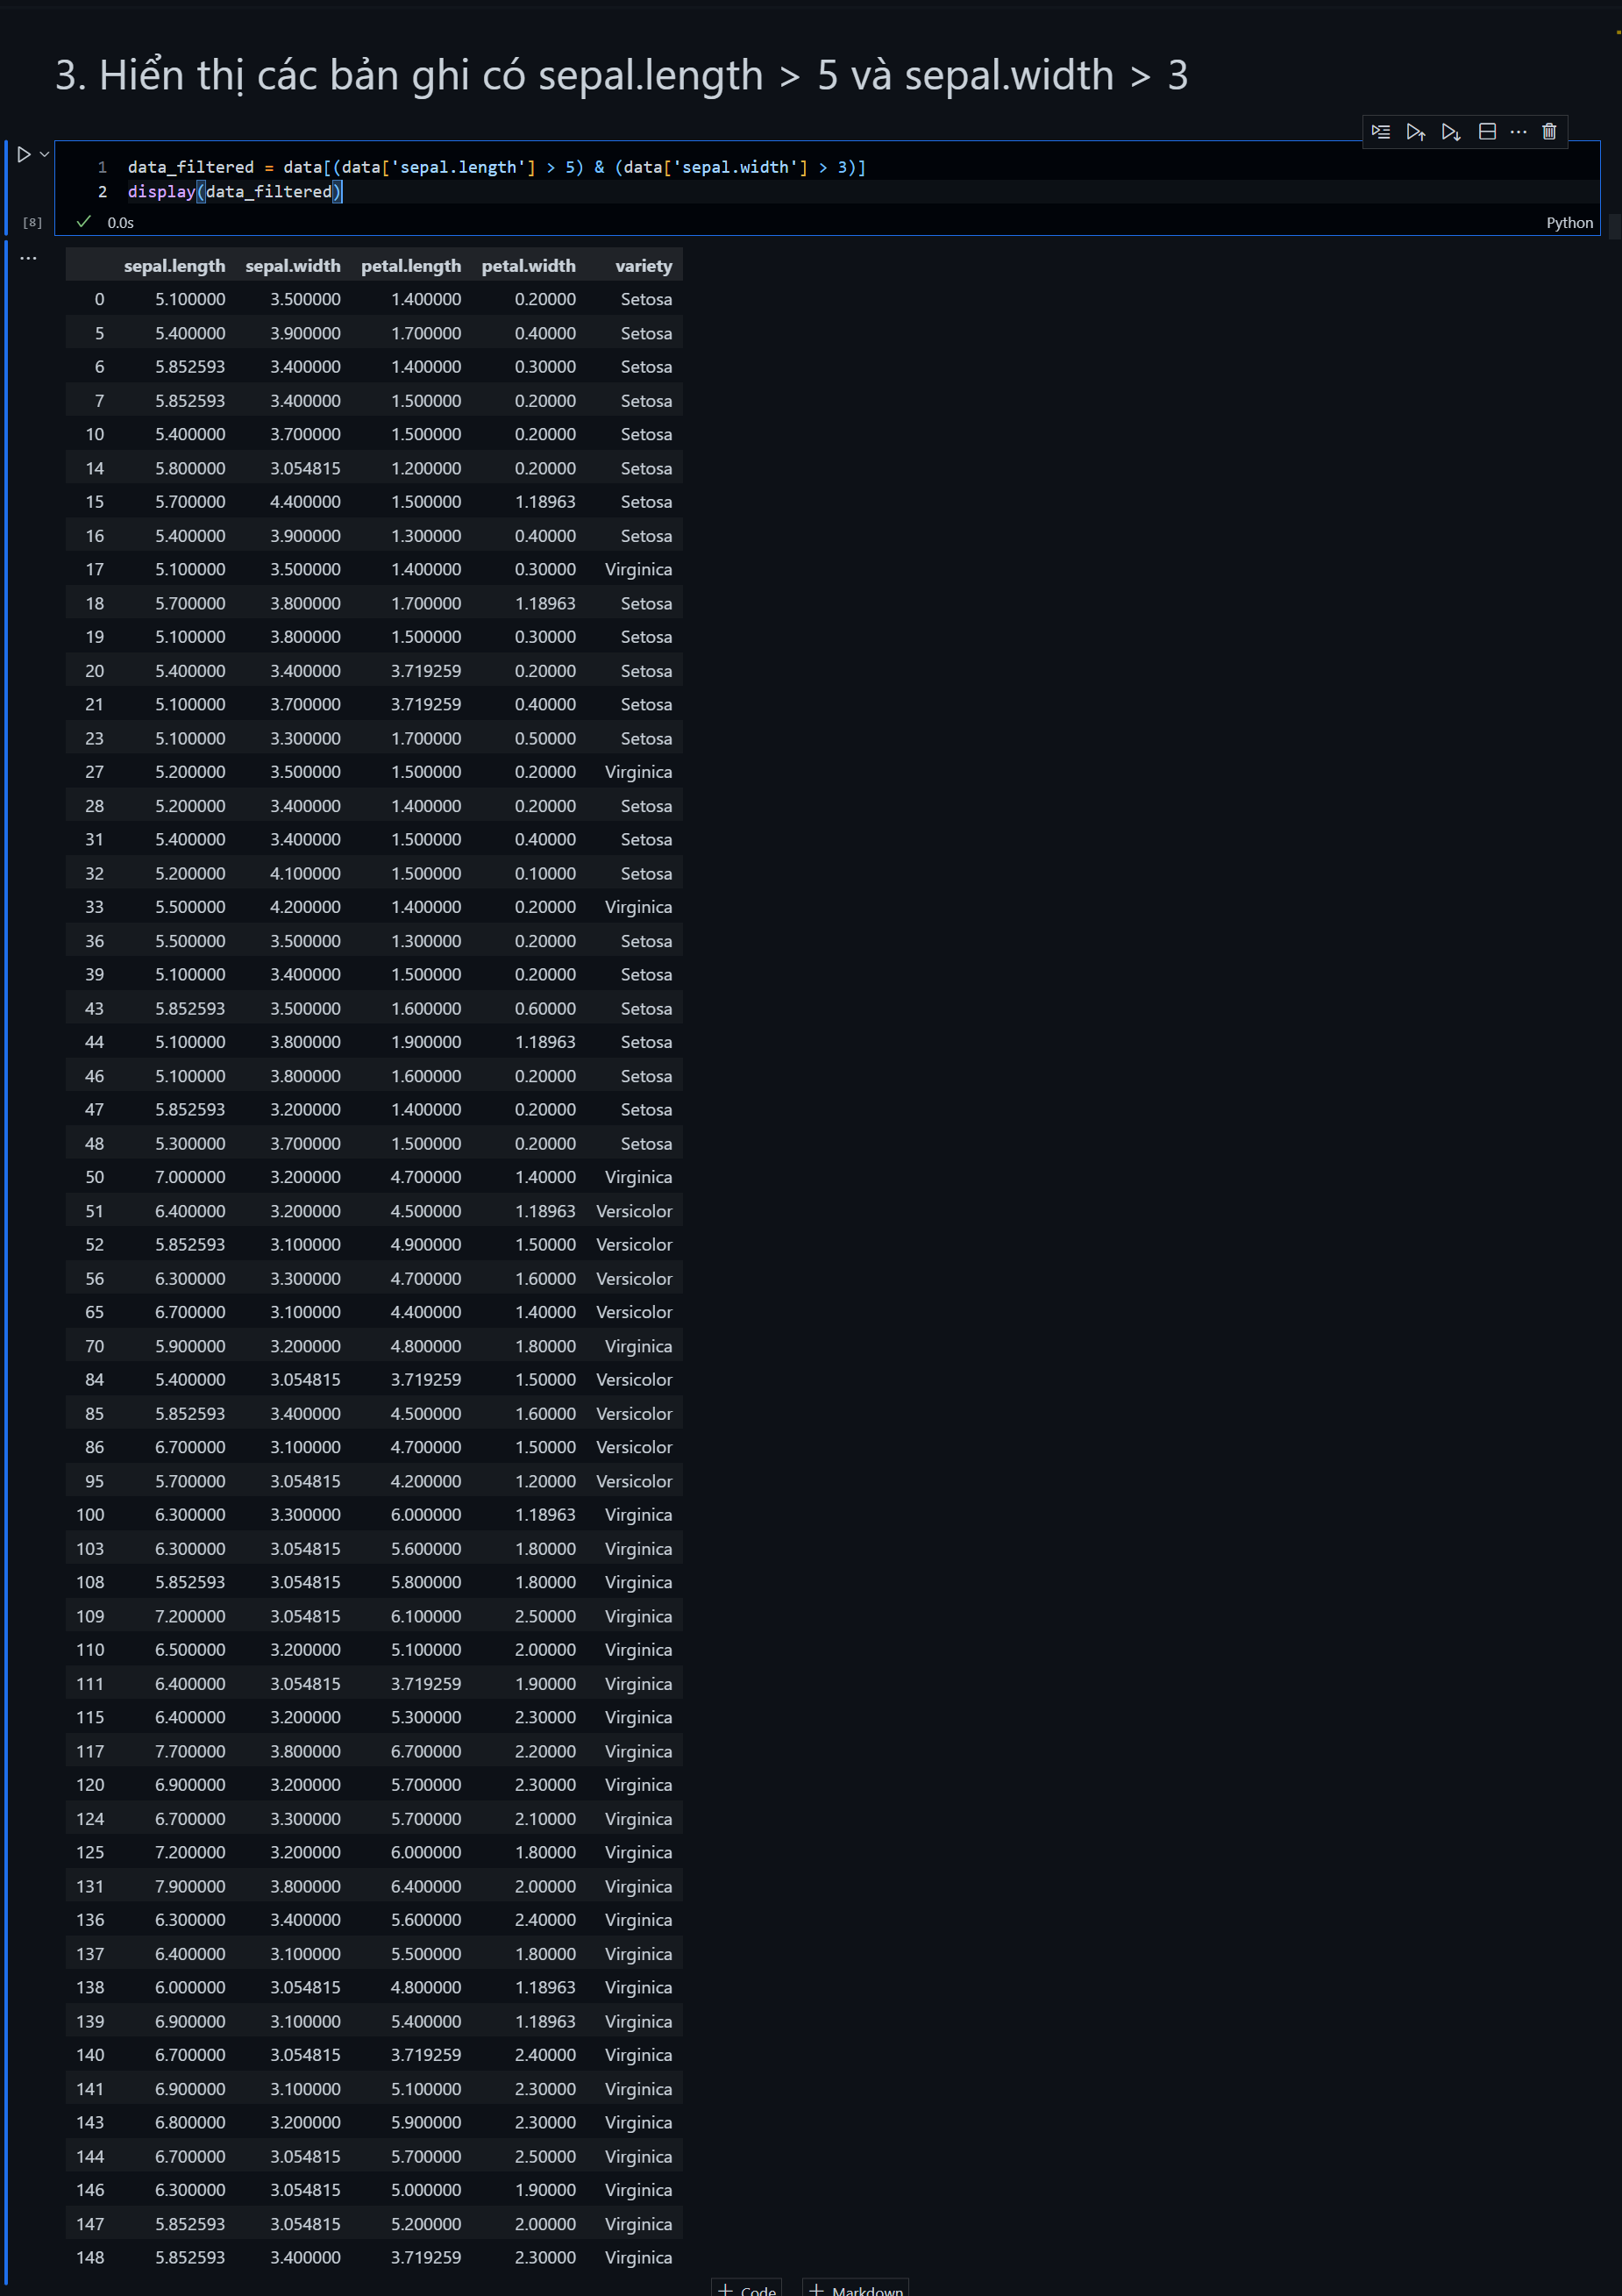 3. Hiển thị các bản ghi có sepal.length > 5 và sepal.width > 3
1 data_filtered = data[(data['sepal.length'] > 5) & (data['sepal.width'] > 3)]
2 display(data_filtered)
[8] 0.0s Python
sepal.length sepal.width petal.length petal.width variety
0 5.100000 3.500000 1.400000 0.20000 Setosa
5 5.400000 3.900000 1.700000 0.40000 Setosa
6 5.852593 3.400000 1.400000 0.30000 Setosa
7 5.852593 3.400000 1.500000 0.20000 Setosa
10 5.400000 3.700000 1.500000 0.20000 Setosa
14 5.800000 3.054815 1.200000 0.20000 Setosa
15 5.700000 4.400000 1.500000 1.18963 Setosa
16 5.400000 3.900000 1.300000 0.40000 Setosa
17 5.100000 3.500000 1.400000 0.30000 Virginica
18 5.700000 3.800000 1.700000 1.18963 Setosa
19 5.100000 3.800000 1.500000 0.30000 Setosa
20 5.400000 3.400000 3.719259 0.20000 Setosa
21 5.100000 3.700000 3.719259 0.40000 Setosa
23 5.100000 3.300000 1.700000 0.50000 Setosa
27 5.200000 3.500000 1.500000 0.20000 Virginica
28 5.200000 3.400000 1.400000 0.20000 Setosa
31 5.400000 3.400000 1.500000 0.40000 Setosa
32 5.200000 4.100000 1.500000 0.10000 Setosa
33 5.500000 4.200000 1.400000 0.20000 Virginica
36 5.500000 3.500000 1.300000 0.20000 Setosa
39 5.100000 3.400000 1.500000 0.20000 Setosa
43 5.852593 3.500000 1.600000 0.60000 Setosa
44 5.100000 3.800000 1.900000 1.18963 Setosa
46 5.100000 3.800000 1.600000 0.20000 Setosa
47 5.852593 3.200000 1.400000 0.20000 Setosa
48 5.300000 3.700000 1.500000 0.20000 Setosa
50 7.000000 3.200000 4.700000 1.40000 Virginica
51 6.400000 3.200000 4.500000 1.18963 Versicolor
52 5.852593 3.100000 4.900000 1.50000 Versicolor
56 6.300000 3.300000 4.700000 1.60000 Versicolor
65 6.700000 3.100000 4.400000 1.40000 Versicolor
70 5.900000 3.200000 4.800000 1.80000 Virginica
84 5.400000 3.054815 3.719259 1.50000 Versicolor
85 5.852593 3.400000 4.500000 1.60000 Versicolor
86 6.700000 3.100000 4.700000 1.50000 Versicolor
95 5.700000 3.054815 4.200000 1.20000 Versicolor
100 6.300000 3.300000 6.000000 1.18963 Virginica
103 6.300000 3.054815 5.600000 1.80000 Virginica
108 5.852593 3.054815 5.800000 1.80000 Virginica
109 7.200000 3.054815 6.100000 2.50000 Virginica
110 6.500000 3.200000 5.100000 2.00000 Virginica
111 6.400000 3.054815 3.719259 1.90000 Virginica
115 6.400000 3.200000 5.300000 2.30000 Virginica
117 7.700000 3.800000 6.700000 2.20000 Virginica
120 6.900000 3.200000 5.700000 2.30000 Virginica
124 6.700000 3.300000 5.700000 2.10000 Virginica
125 7.200000 3.200000 6.000000 1.80000 Virginica
131 7.900000 3.800000 6.400000 2.00000 Virginica
136 6.300000 3.400000 5.600000 2.40000 Virginica
137 6.400000 3.100000 5.500000 1.80000 Virginica
138 6.000000 3.054815 4.800000 1.18963 Virginica
139 6.900000 3.100000 5.400000 1.18963 Virginica
140 6.700000 3.054815 3.719259 2.40000 Virginica
141 6.900000 3.100000 5.100000 2.30000 Virginica
143 6.800000 3.200000 5.900000 2.30000 Virginica
144 6.700000 3.054815 5.700000 2.50000 Virginica
146 6.300000 3.054815 5.000000 1.90000 Virginica
147 5.852593 3.054815 5.200000 2.00000 Virginica
148 5.852593 3.400000 3.719259 2.30000 Virginica
+ Code + Markdown